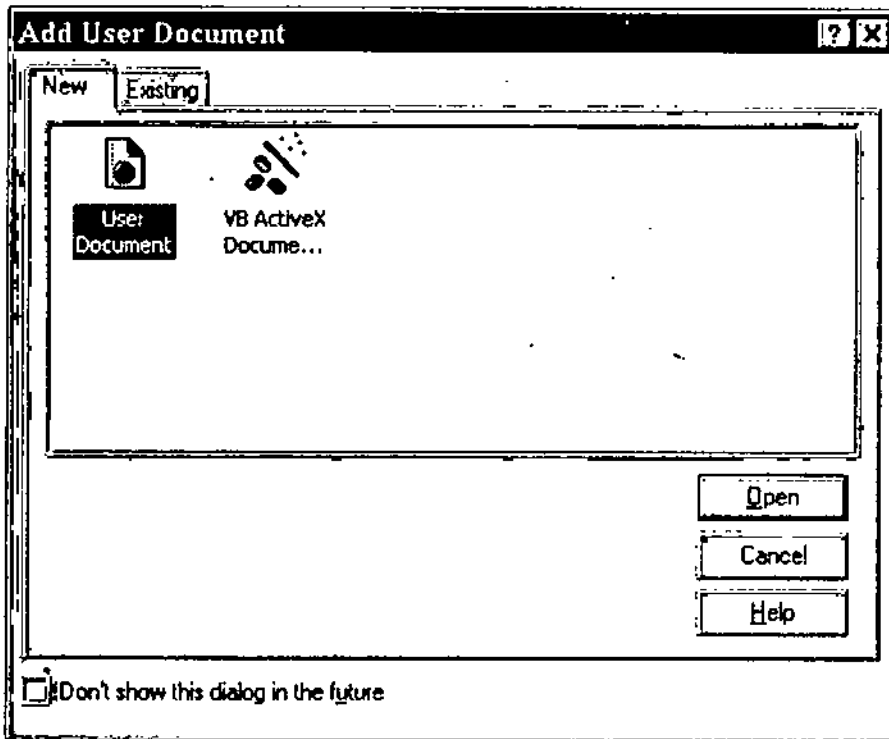 Add User Document
New
Existing
User
Document
VB ActiveX
Docume...
Open
Cancel
Help
Don't show this dialog in the future